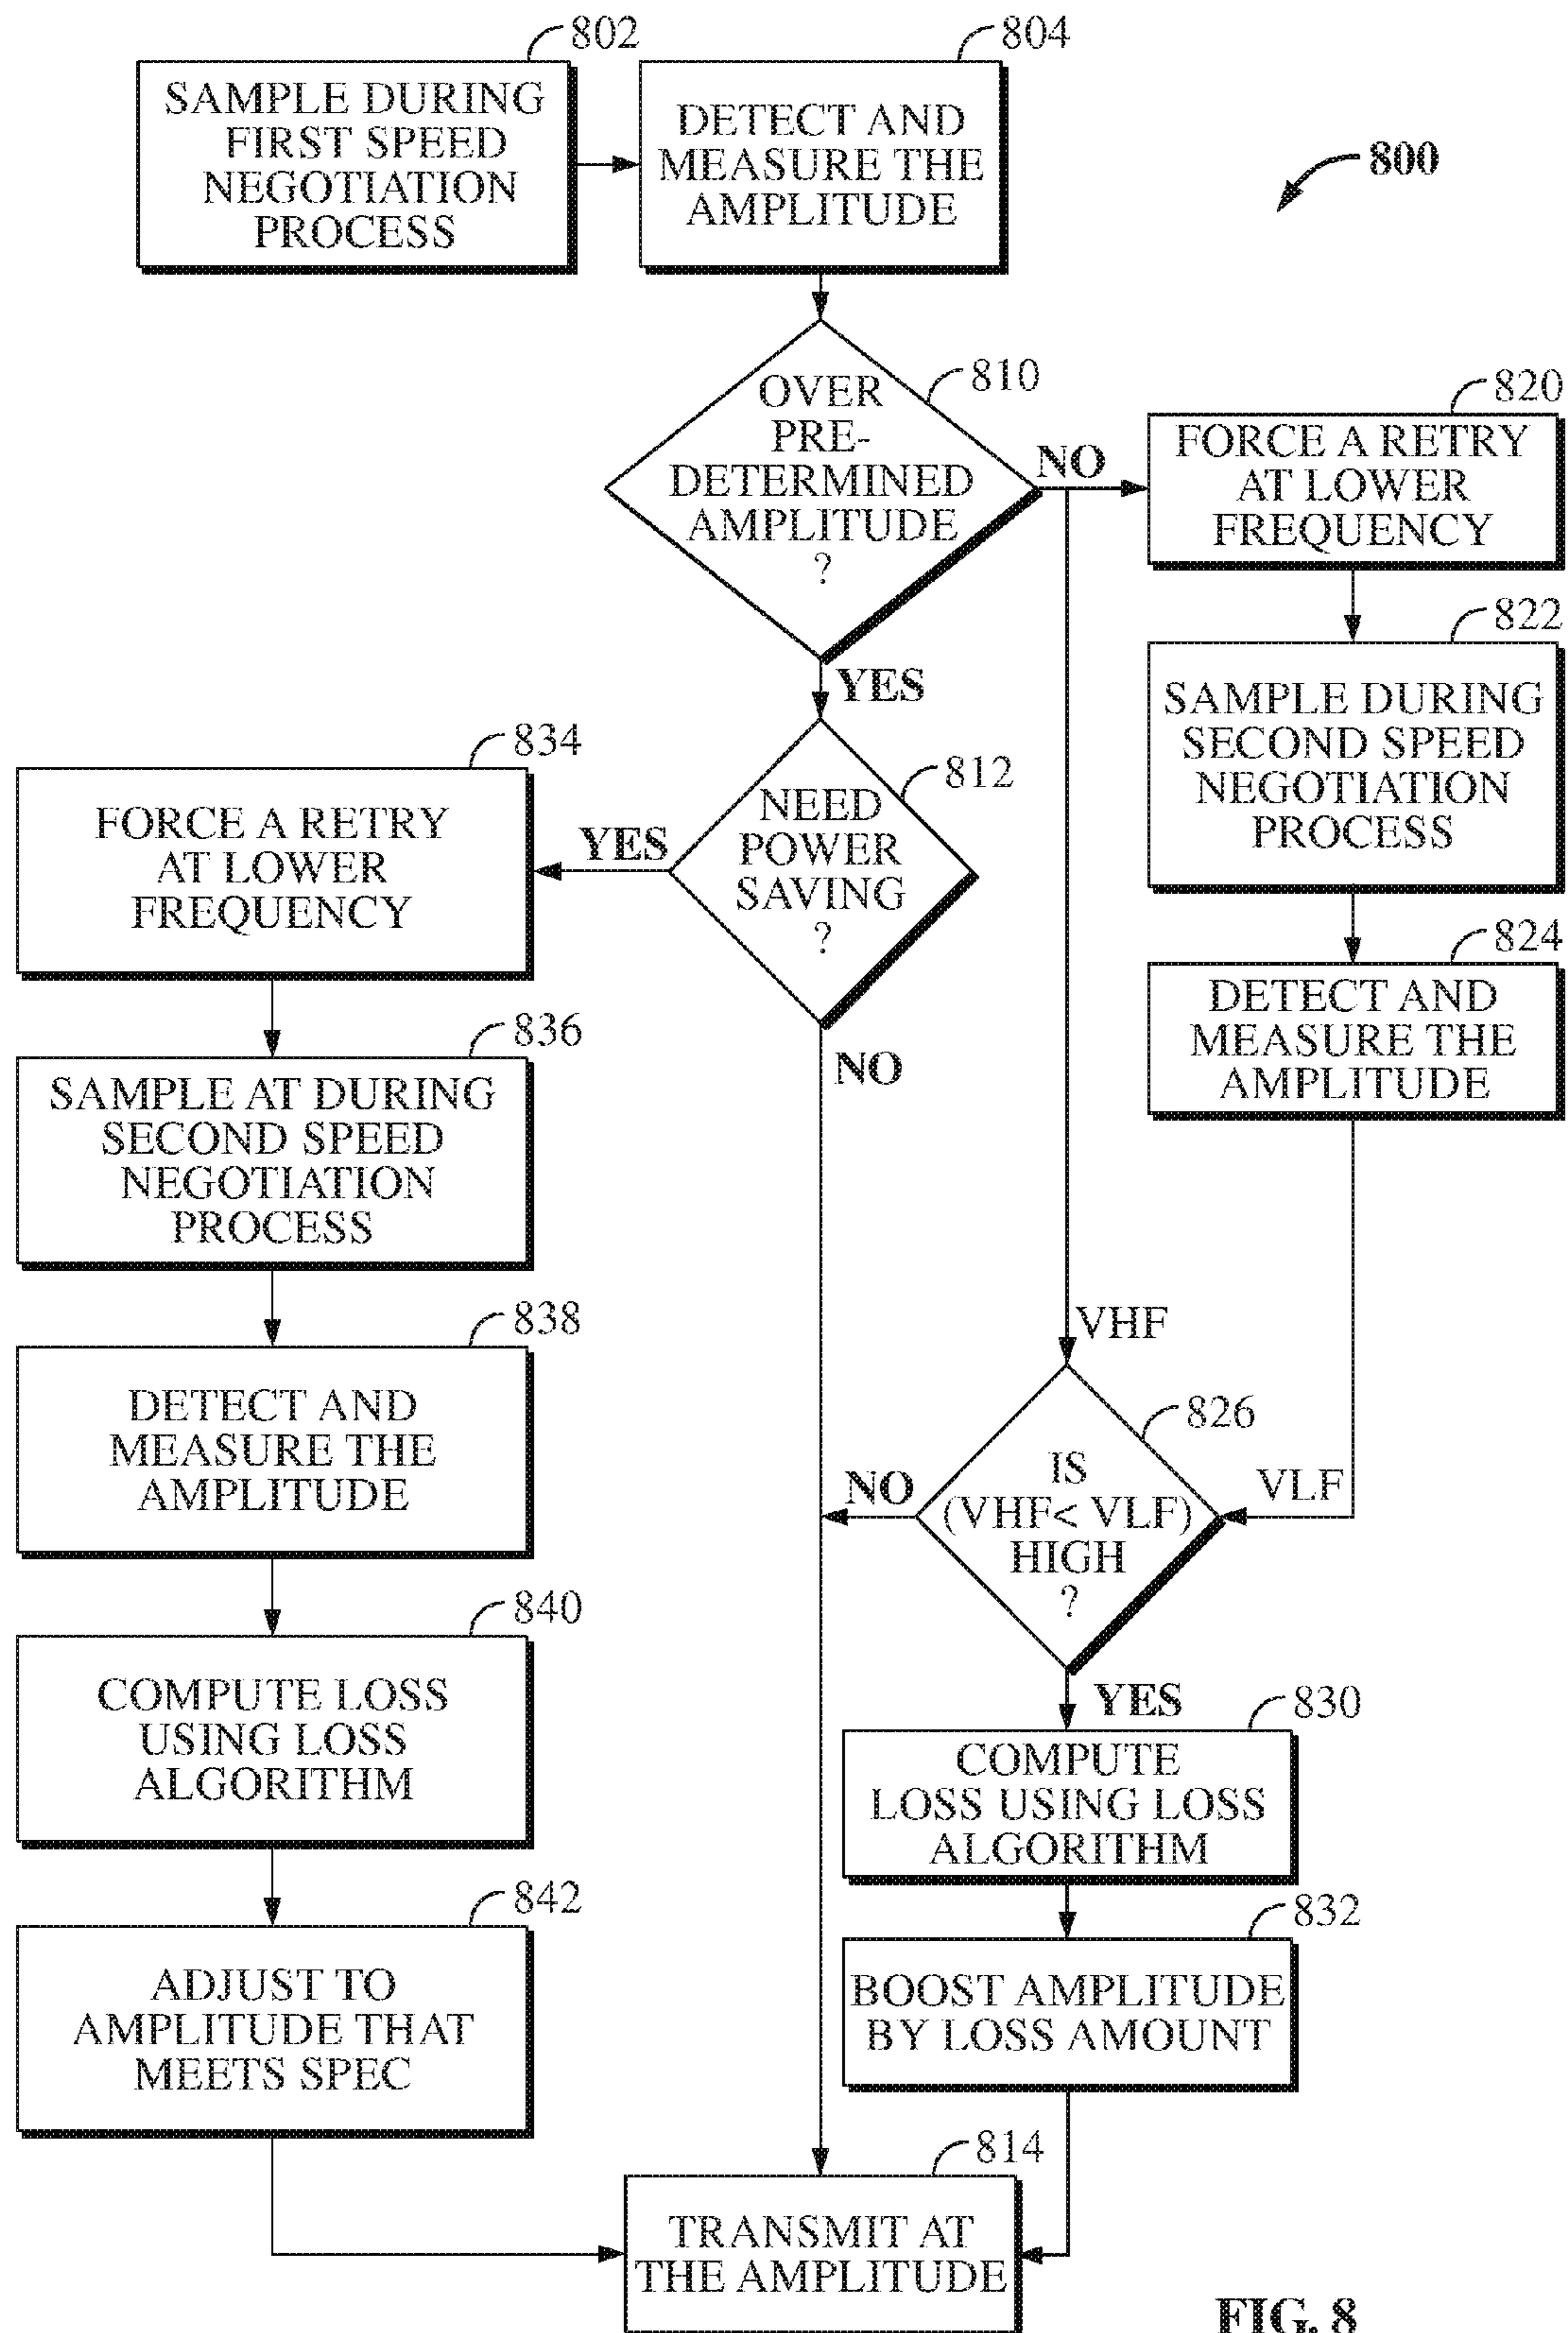 802
SAMPLE DURING
FIRST SPEED
NEGOTIATION
PROCESS
804
DETECT AND
MEASURE THE
AMPLITUDE
800
810
OVER
PRE-
DETERMINED
AMPLITUDE
?
NO
YES
820
FORCE A RETRY
AT LOWER
FREQUENCY
822
SAMPLE DURING
SECOND SPEED
NEGOTIATION
PROCESS
824
DETECT AND
MEASURE THE
AMPLITUDE
812
NEED
POWER
SAVING
?
YES
NO
834
FORCE A RETRY
AT LOWER
FREQUENCY
836
SAMPLE AT DURING
SECOND SPEED
NEGOTIATION
PROCESS
838
DETECT AND
MEASURE THE
AMPLITUDE
840
COMPUTE LOSS
USING LOSS
ALGORITHM
842
ADJUST TO
AMPLITUDE THAT
MEETS SPEC
VHF
826
IS
(VHF< VLF)
HIGH
?
VLF
NO
YES
830
COMPUTE
LOSS USING LOSS
ALGORITHM
832
BOOST AMPLITUDE
BY LOSS AMOUNT
814
TRANSMIT AT
THE AMPLITUDE
FIG. 8